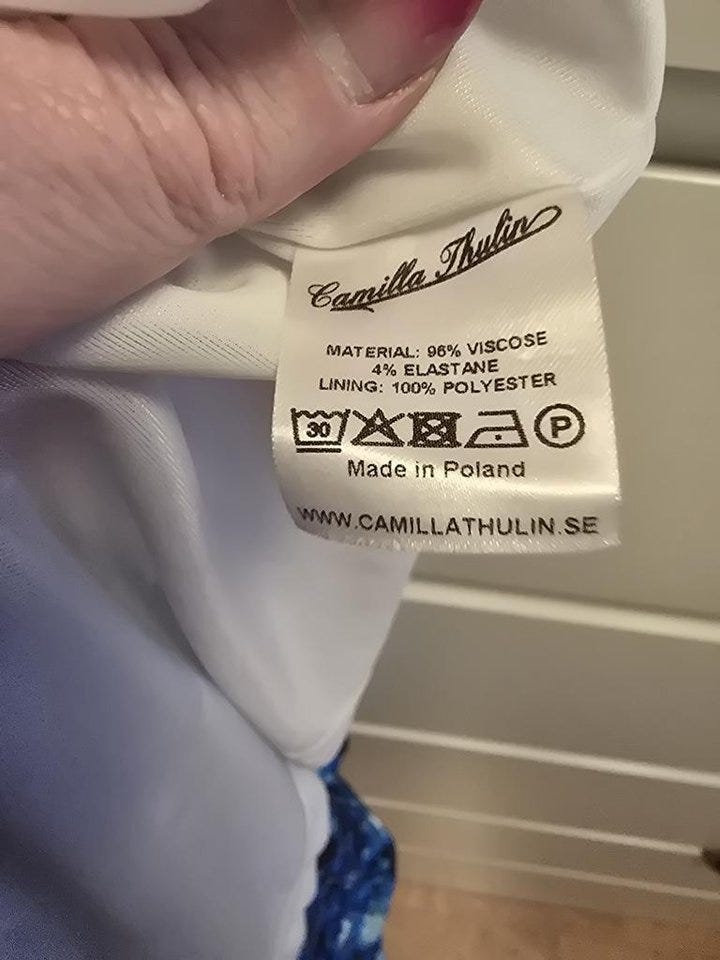 Camilla Thulin
MATERIAL: 96% VISCOSE
4% ELASTANE
LINING: 100% POLYESTER
30 P
Made in Poland
WWW.CAMILLATHULIN.SE